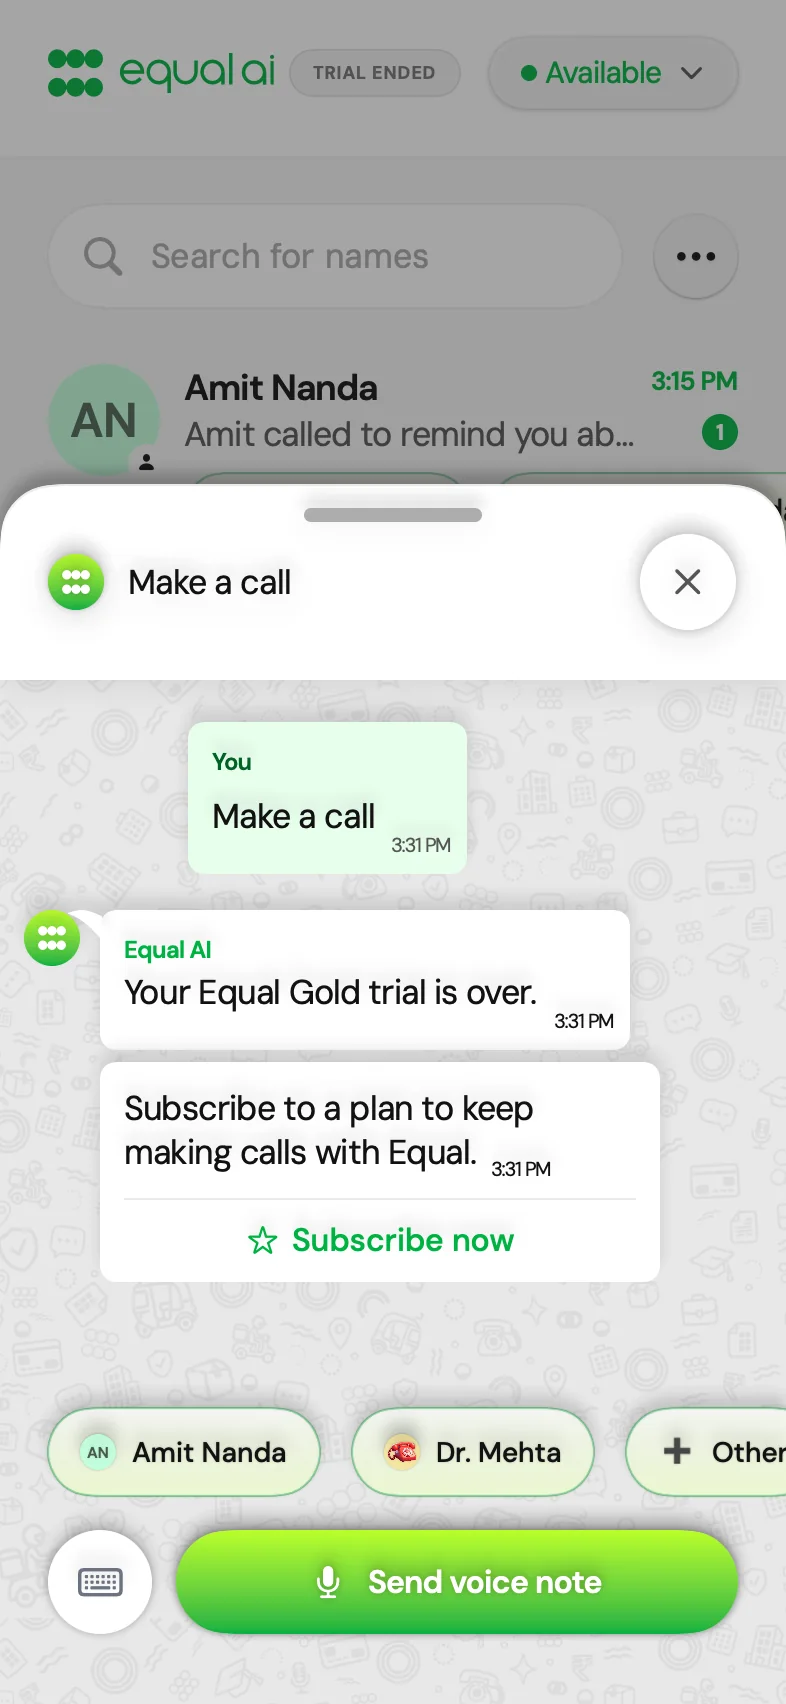 equal ai
TRIAL ENDED
Available
Search for names
AN
Amit Nanda
3:15 PM
Amit called to remind you ab...
1
Make a call
You
Make a call
3:31 PM
Equal AI
Your Equal Gold trial is over.
3:31 PM
Subscribe to a plan to keep
making calls with Equal.
3:31 PM
Subscribe now
AN
Amit Nanda
Dr. Mehta
Other
Send voice note